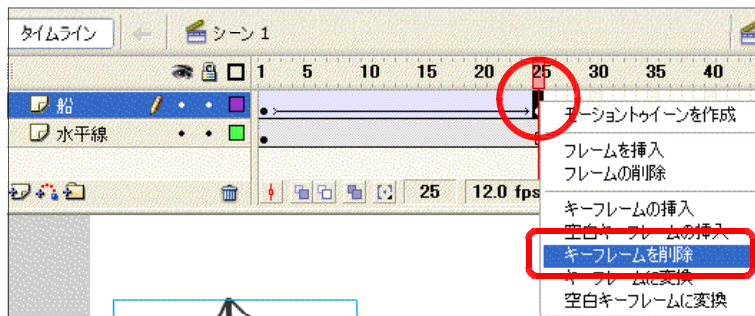 タイムライン
シーン 1
1 5 10 15 20 25 30 35 40
船
水平線
25 12.0 fps
モーショントゥイーンを作成
フレームを挿入
フレームの削除
キーフレームの挿入
空白キーフレームの挿入
キーフレームを削除
キーフレームに変換
空白キーフレームに変換